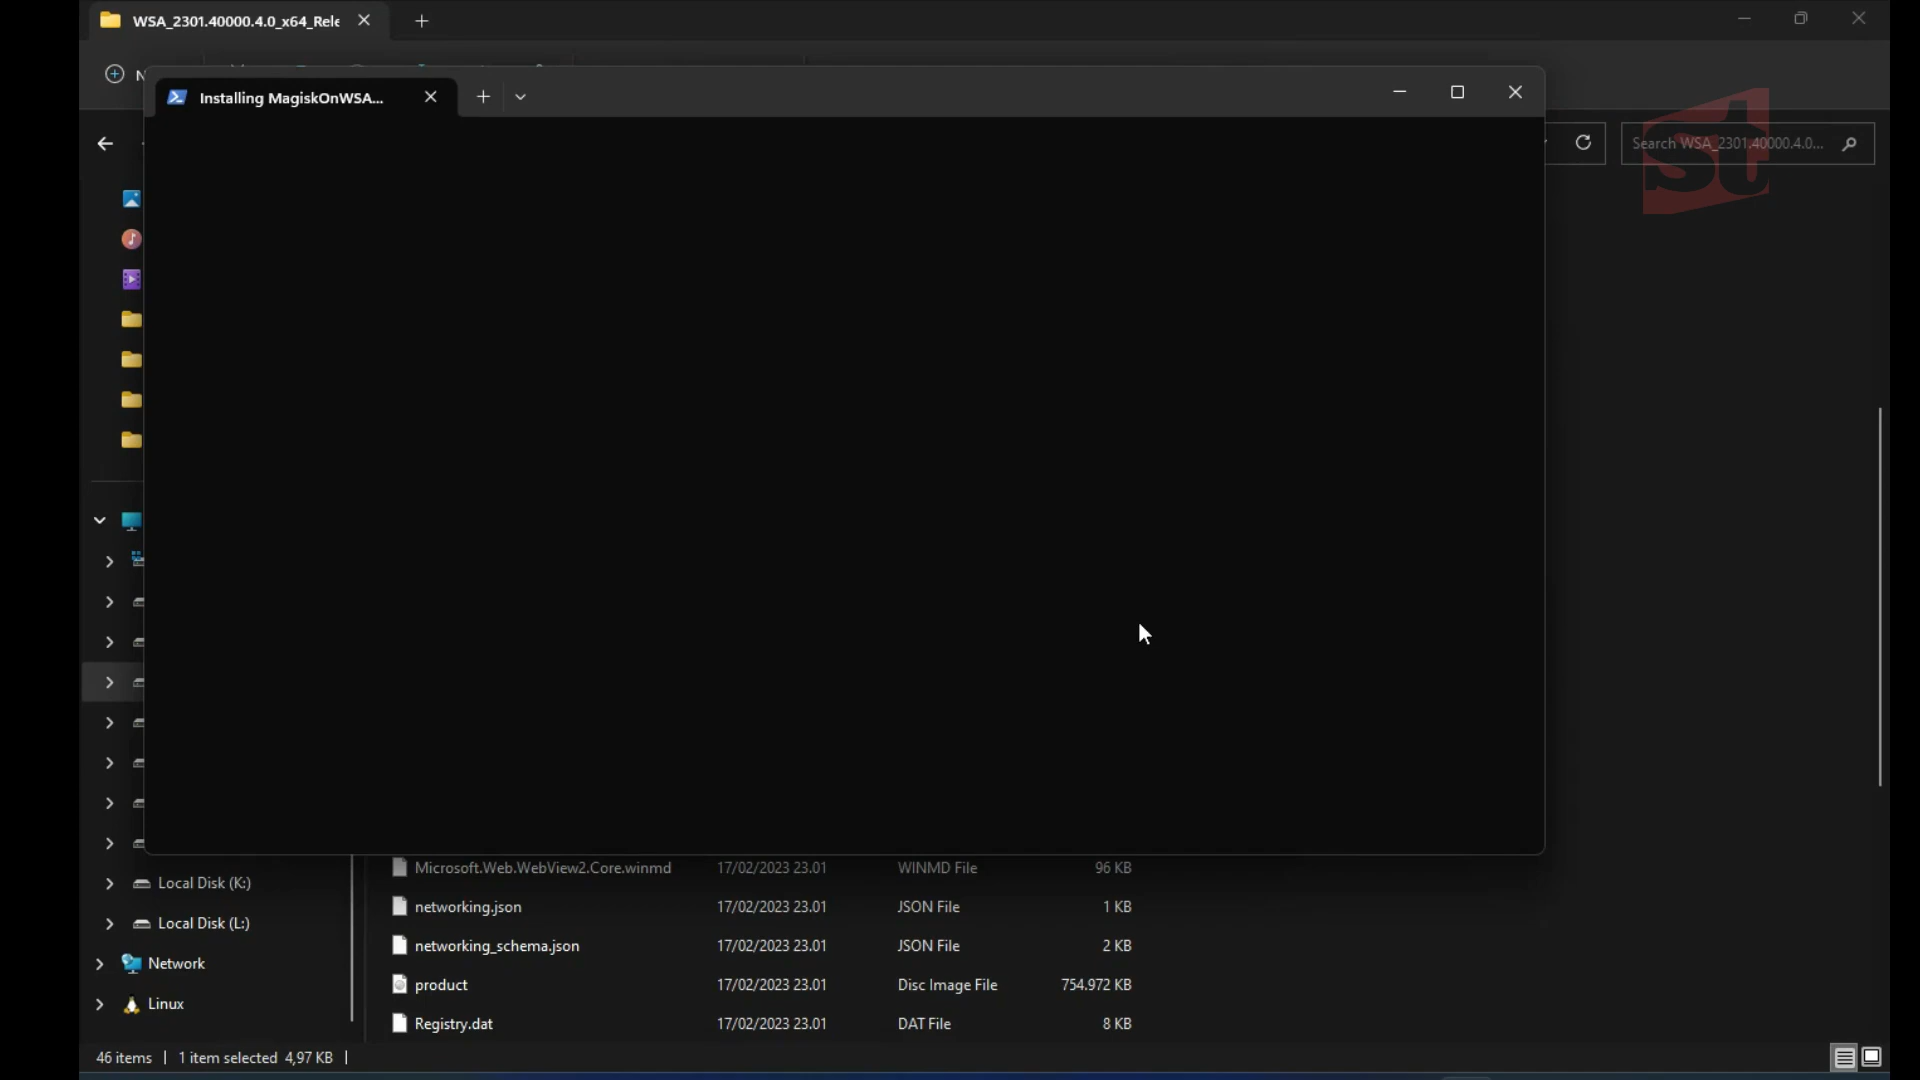 WSA_2301.40000.4.0_x64_Rele
N
Installing MagiskOnWSA...
Search WSA_2301.40000.4.0...
st
Microsoft.Web.WebView2.Core.winmd 17/02/2023 23.01 WINMD File 96 KB
Local Disk (K:)
networking.json 17/02/2023 23.01 JSON File 1 KB
Local Disk (L:)
networking_schema.json 17/02/2023 23.01 JSON File 2 KB
Network
product 17/02/2023 23.01 Disc Image File 754.972 KB
Linux
Registry.dat 17/02/2023 23.01 DAT File 8 KB
46 items 1 item selected 4,97 KB